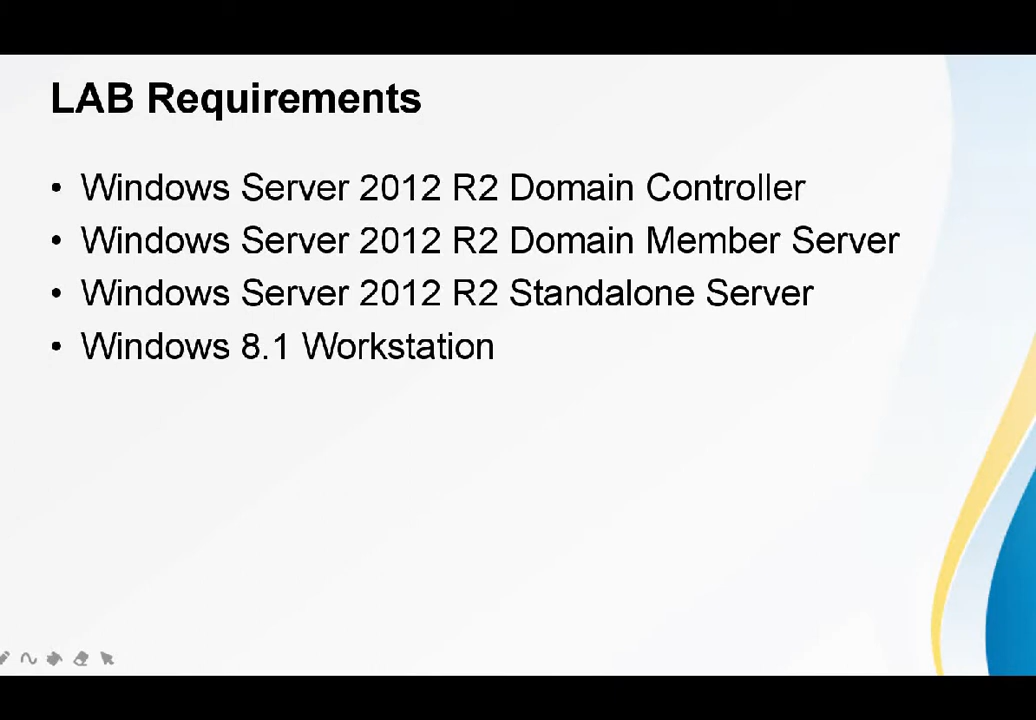 LAB Requirements
• Windows Server 2012 R2 Domain Controller
• Windows Server 2012 R2 Domain Member Server
• Windows Server 2012 R2 Standalone Server
• Windows 8.1 Workstation